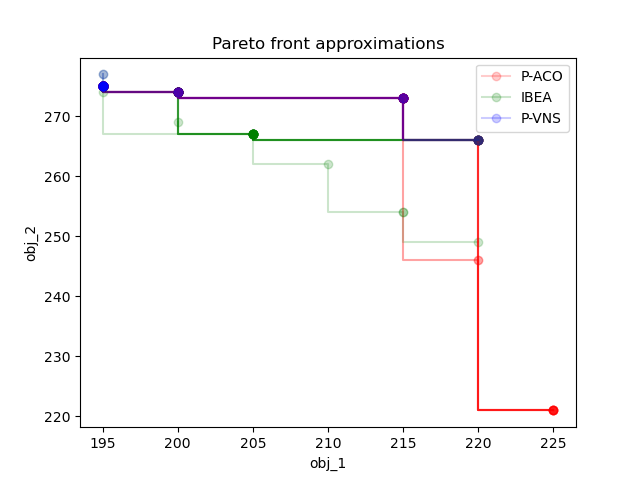 Pareto front approximations
P-ACO
IBEA
P-VNS
obj_2
270
260
250
240
230
220
195 200 205 210 215 220 225
obj_1